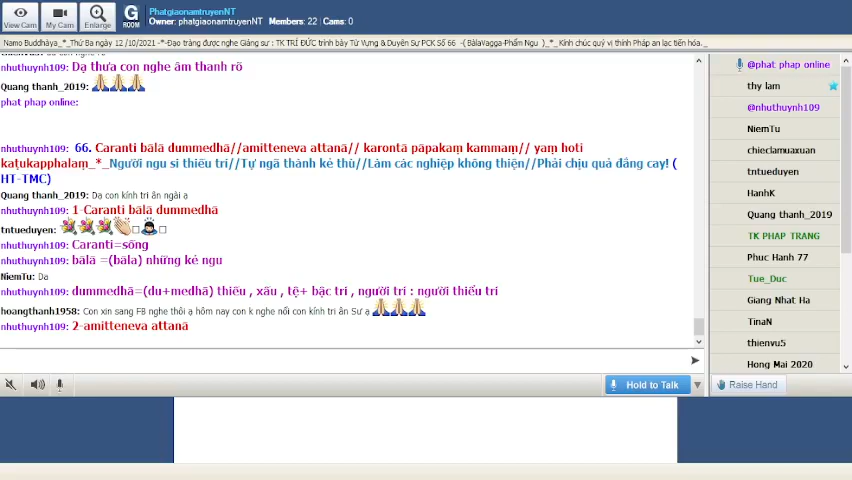 View Cam
My Cam
Enlarge
G
ROOM
PhatgiaonamtruyenNT
Owner: phatgiaonamtruyenNT Members: 22 Cams: 0
Namo Buddhàya_*_Thứ Ba ngày 12 /10/2021 -*-Đạo tràng được nghe Giảng sư : TK TRÍ ĐỨC trình bày Từ Vựng & Duyên Sự PCK Số 66 -( BàlaVagga-Phẩm Ngu )_*_ Kính chúc quý vị thính Pháp an lạc tiến hóa._
nhuthuynh109: Dạ thưa con nghe âm thanh rõ
Quang thanh_2019:
phat phap online:
nhuthuynh109: 66. Caranti bālā dummedhā//amitteneva attanā// karontā pāpakaṃ kammaṃ// yaṃ hoti
kaṭukapphalaṃ_*_Người ngu si thiếu trí//Tự ngã thành kẻ thù//Làm các nghiệp không thiện//Phải chịu quả đắng cay! (
HT-TMC)
Quang thanh_2019: Dạ con kính tri ân ngài ạ
nhuthuynh109: 1-Caranti bālā dummedhā
tntueduyen:
nhuthuynh109: Caranti=sống
nhuthuynh109: bālā =(bāla) những kẻ ngu
NiemTu: Da
nhuthuynh109: dummedhā=(du+medhā) thiếu , xấu , tệ+ bậc trí , người trí : người thiếu trí
hoangthanh1958: Con xin sang FB nghe thôi ạ hôm nay con k nghe nổi con kính tri ân Sư ạ
nhuthuynh109: 2-amitteneva attanā
Hold to Talk
@phat phap online
thy lam
@nhuthuynh109
NiemTu
chieclamuaxuan
tntueduyen
HanhK
Quang thanh_2019
TK PHAP TRANG
Phuc Hanh 77
Tue_Duc
Giang Nhat Ha
TinaN
thienvu5
Hong Mai 2020
Raise Hand